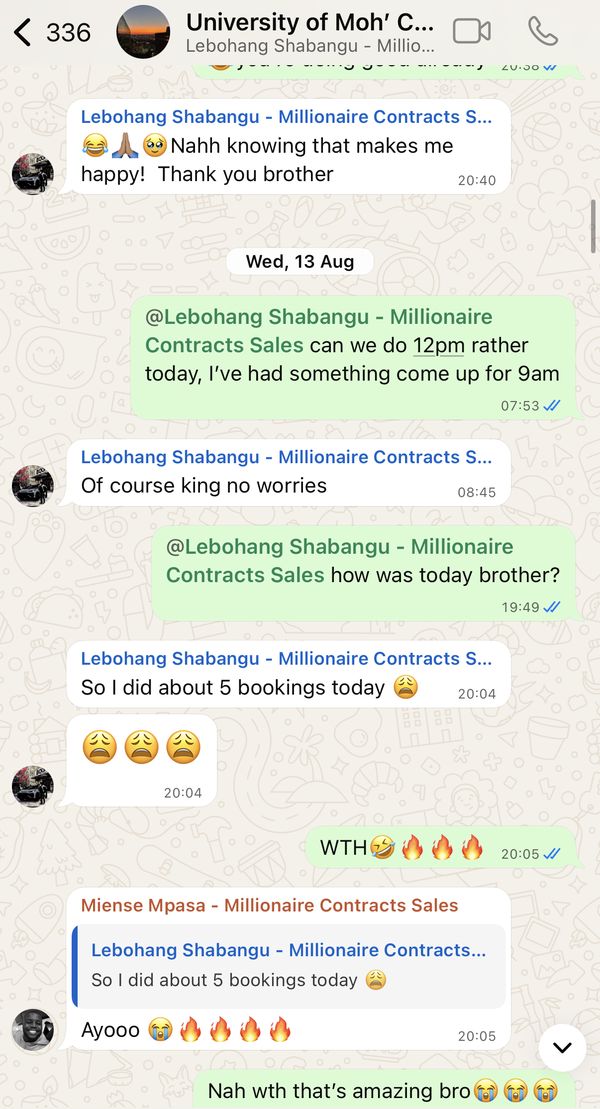 336
University of Moh' C...
Lebohang Shabangu - Millio...
20:38
Lebohang Shabangu - Millionaire Contracts S...
😂🙏🏽🥹Nahh knowing that makes me
happy! Thank you brother
20:40
Wed, 13 Aug
@Lebohang Shabangu - Millionaire
Contracts Sales can we do 12pm rather
today, I've had something come up for 9am
07:53
Lebohang Shabangu - Millionaire Contracts S...
Of course king no worries
08:45
@Lebohang Shabangu - Millionaire
Contracts Sales how was today brother?
19:49
Lebohang Shabangu - Millionaire Contracts S...
So I did about 5 bookings today 😩
20:04
😩😩😩
20:04
WTH🤣🔥🔥🔥
20:05
Miense Mpasa - Millionaire Contracts Sales
Lebohang Shabangu - Millionaire Contracts...
So I did about 5 bookings today 😩
Ayooo 😭🔥🔥🔥🔥
20:05
Nah wth that's amazing bro😭😭😭